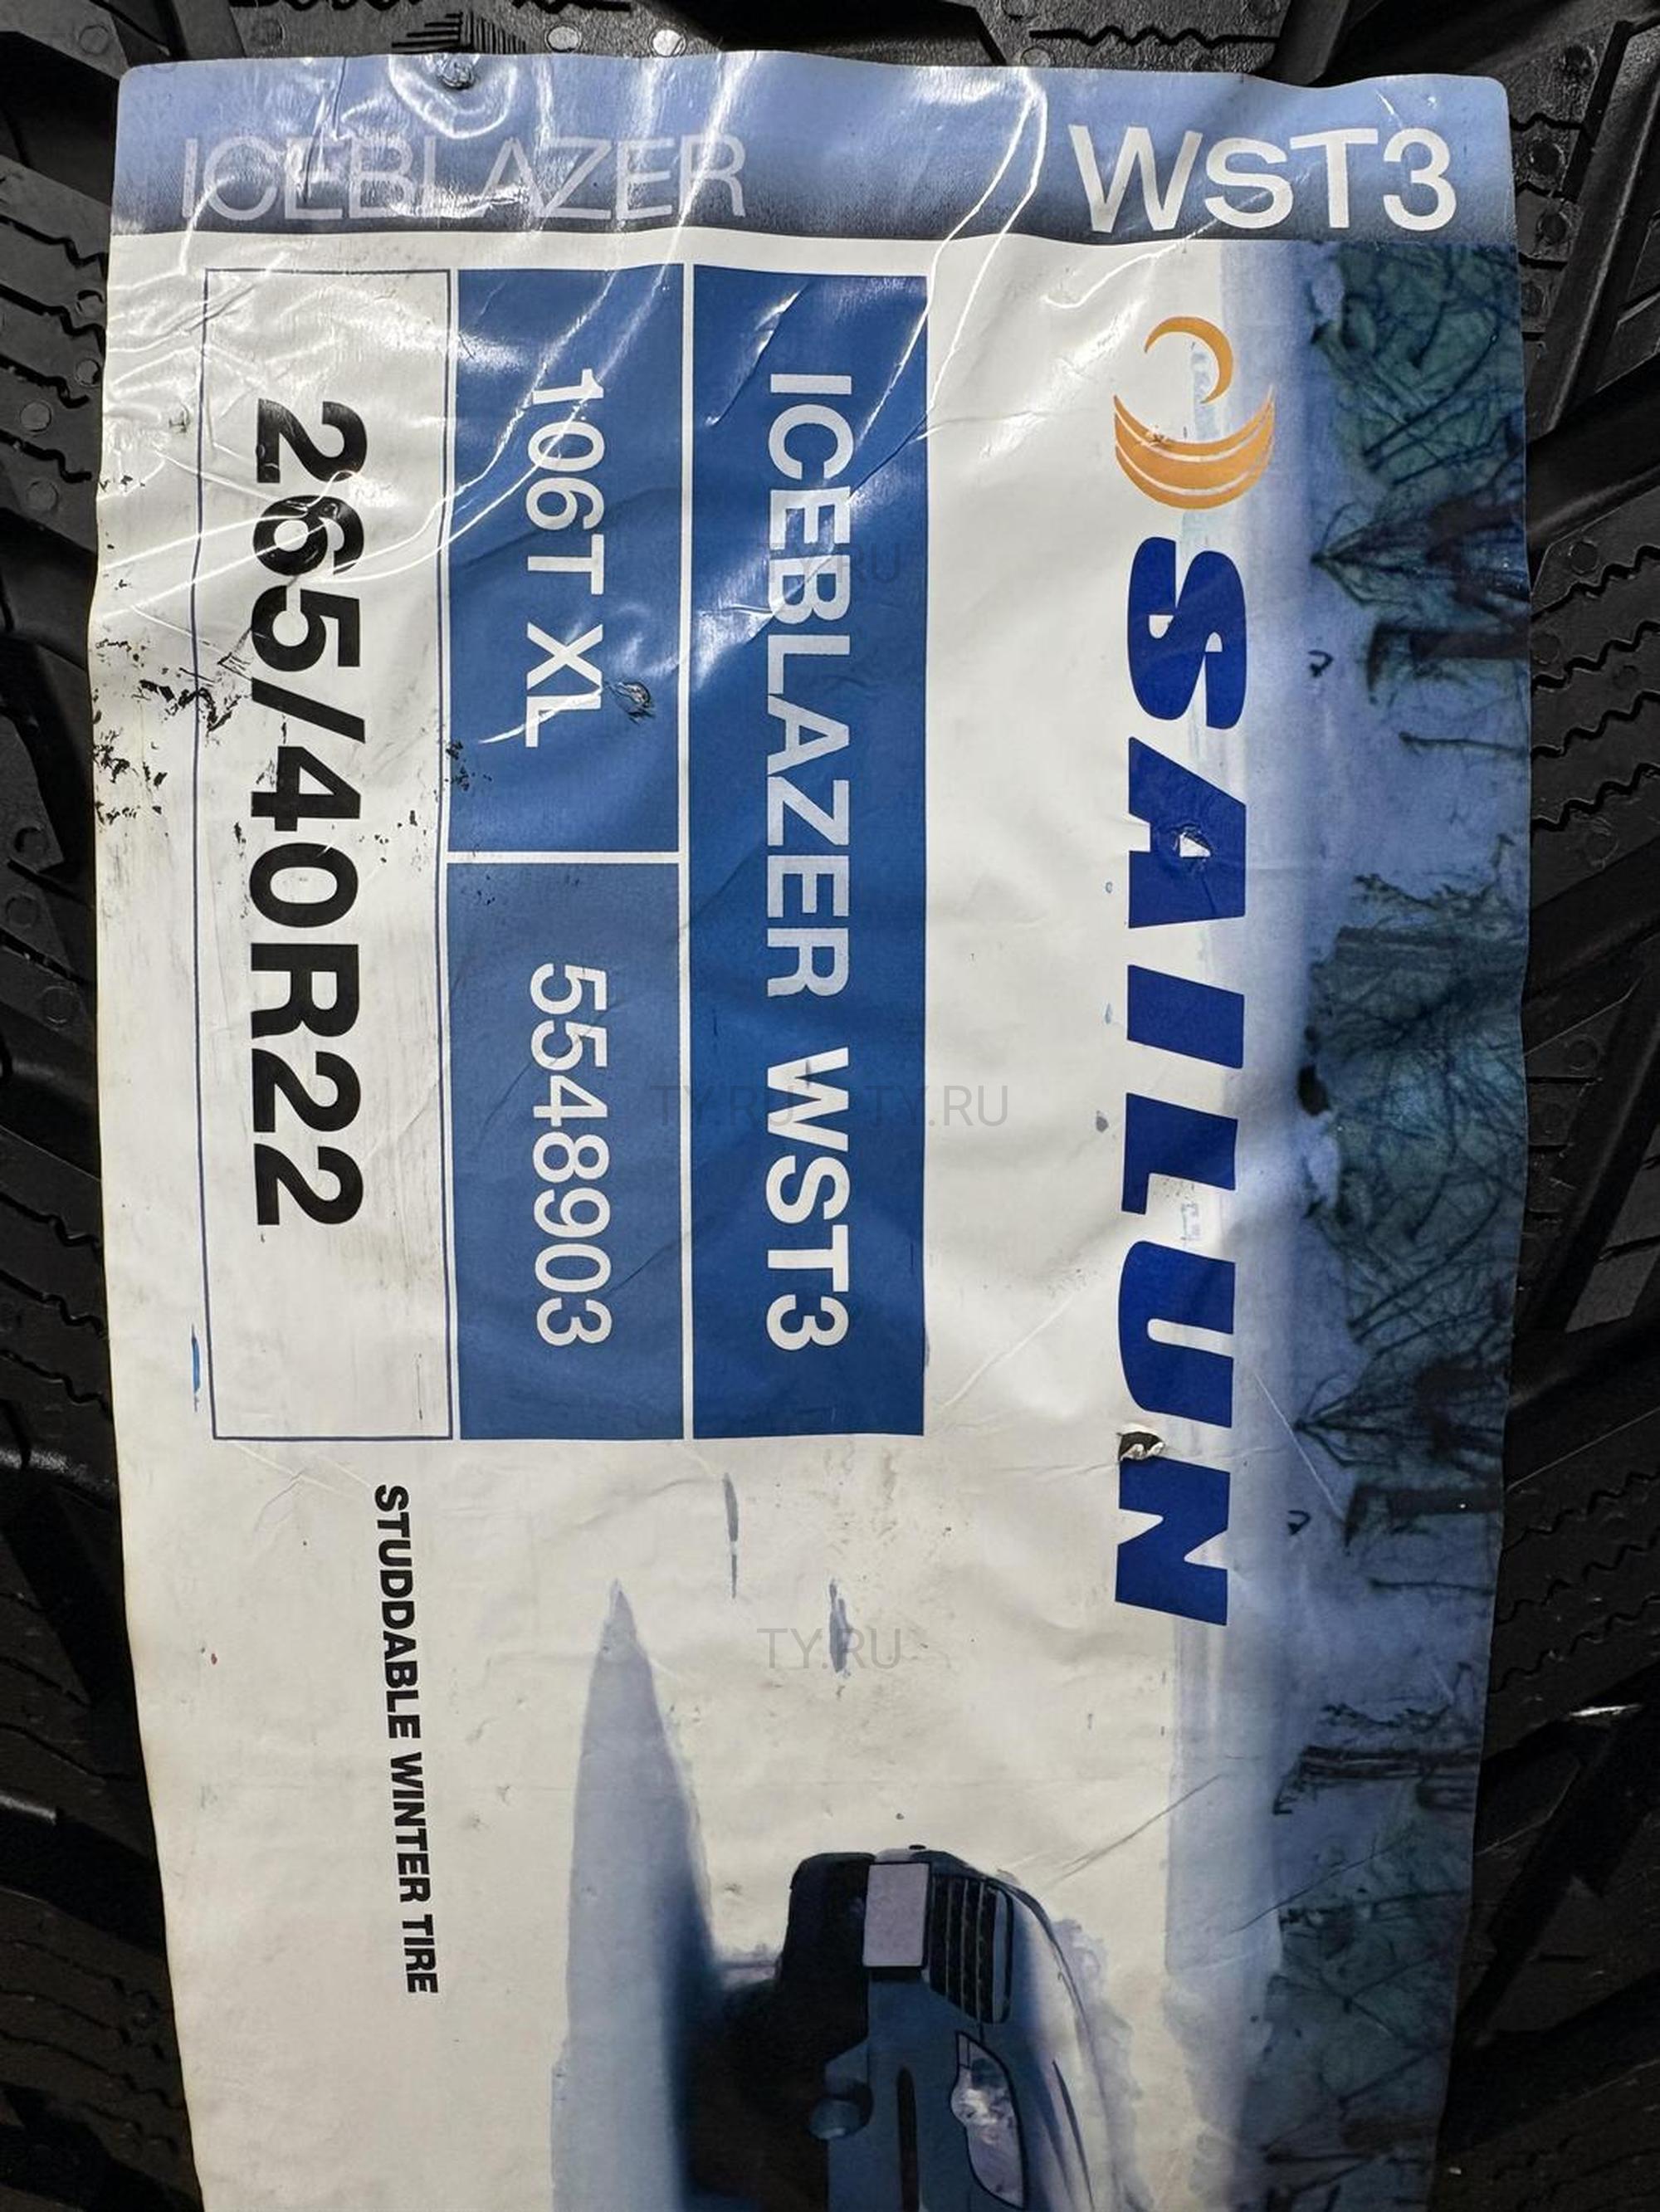 ICEBLAZER WST3
SAILUN
ICEBLAZER WST3
106T XL 5548903
265/40R22
STUDDABLE WINTER TIRE
TY.RU
TY.RU TY.RU
TY.RU